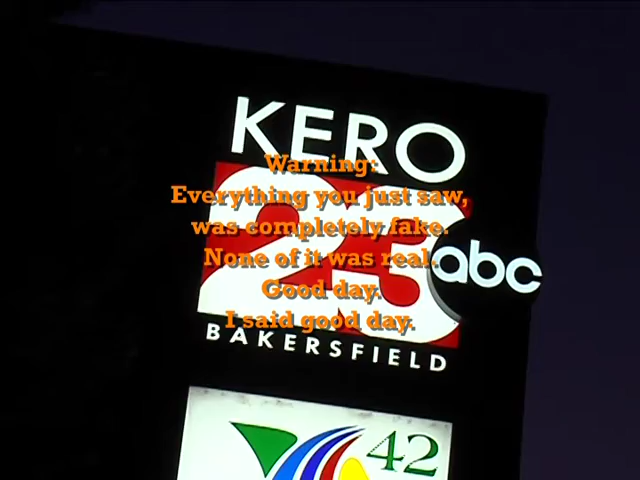 KERO
Warning:
Everything you just saw,
was completely fake.
None of it was real.
Good day.
I said good day.
23
abc
BAKERSFIELD
42